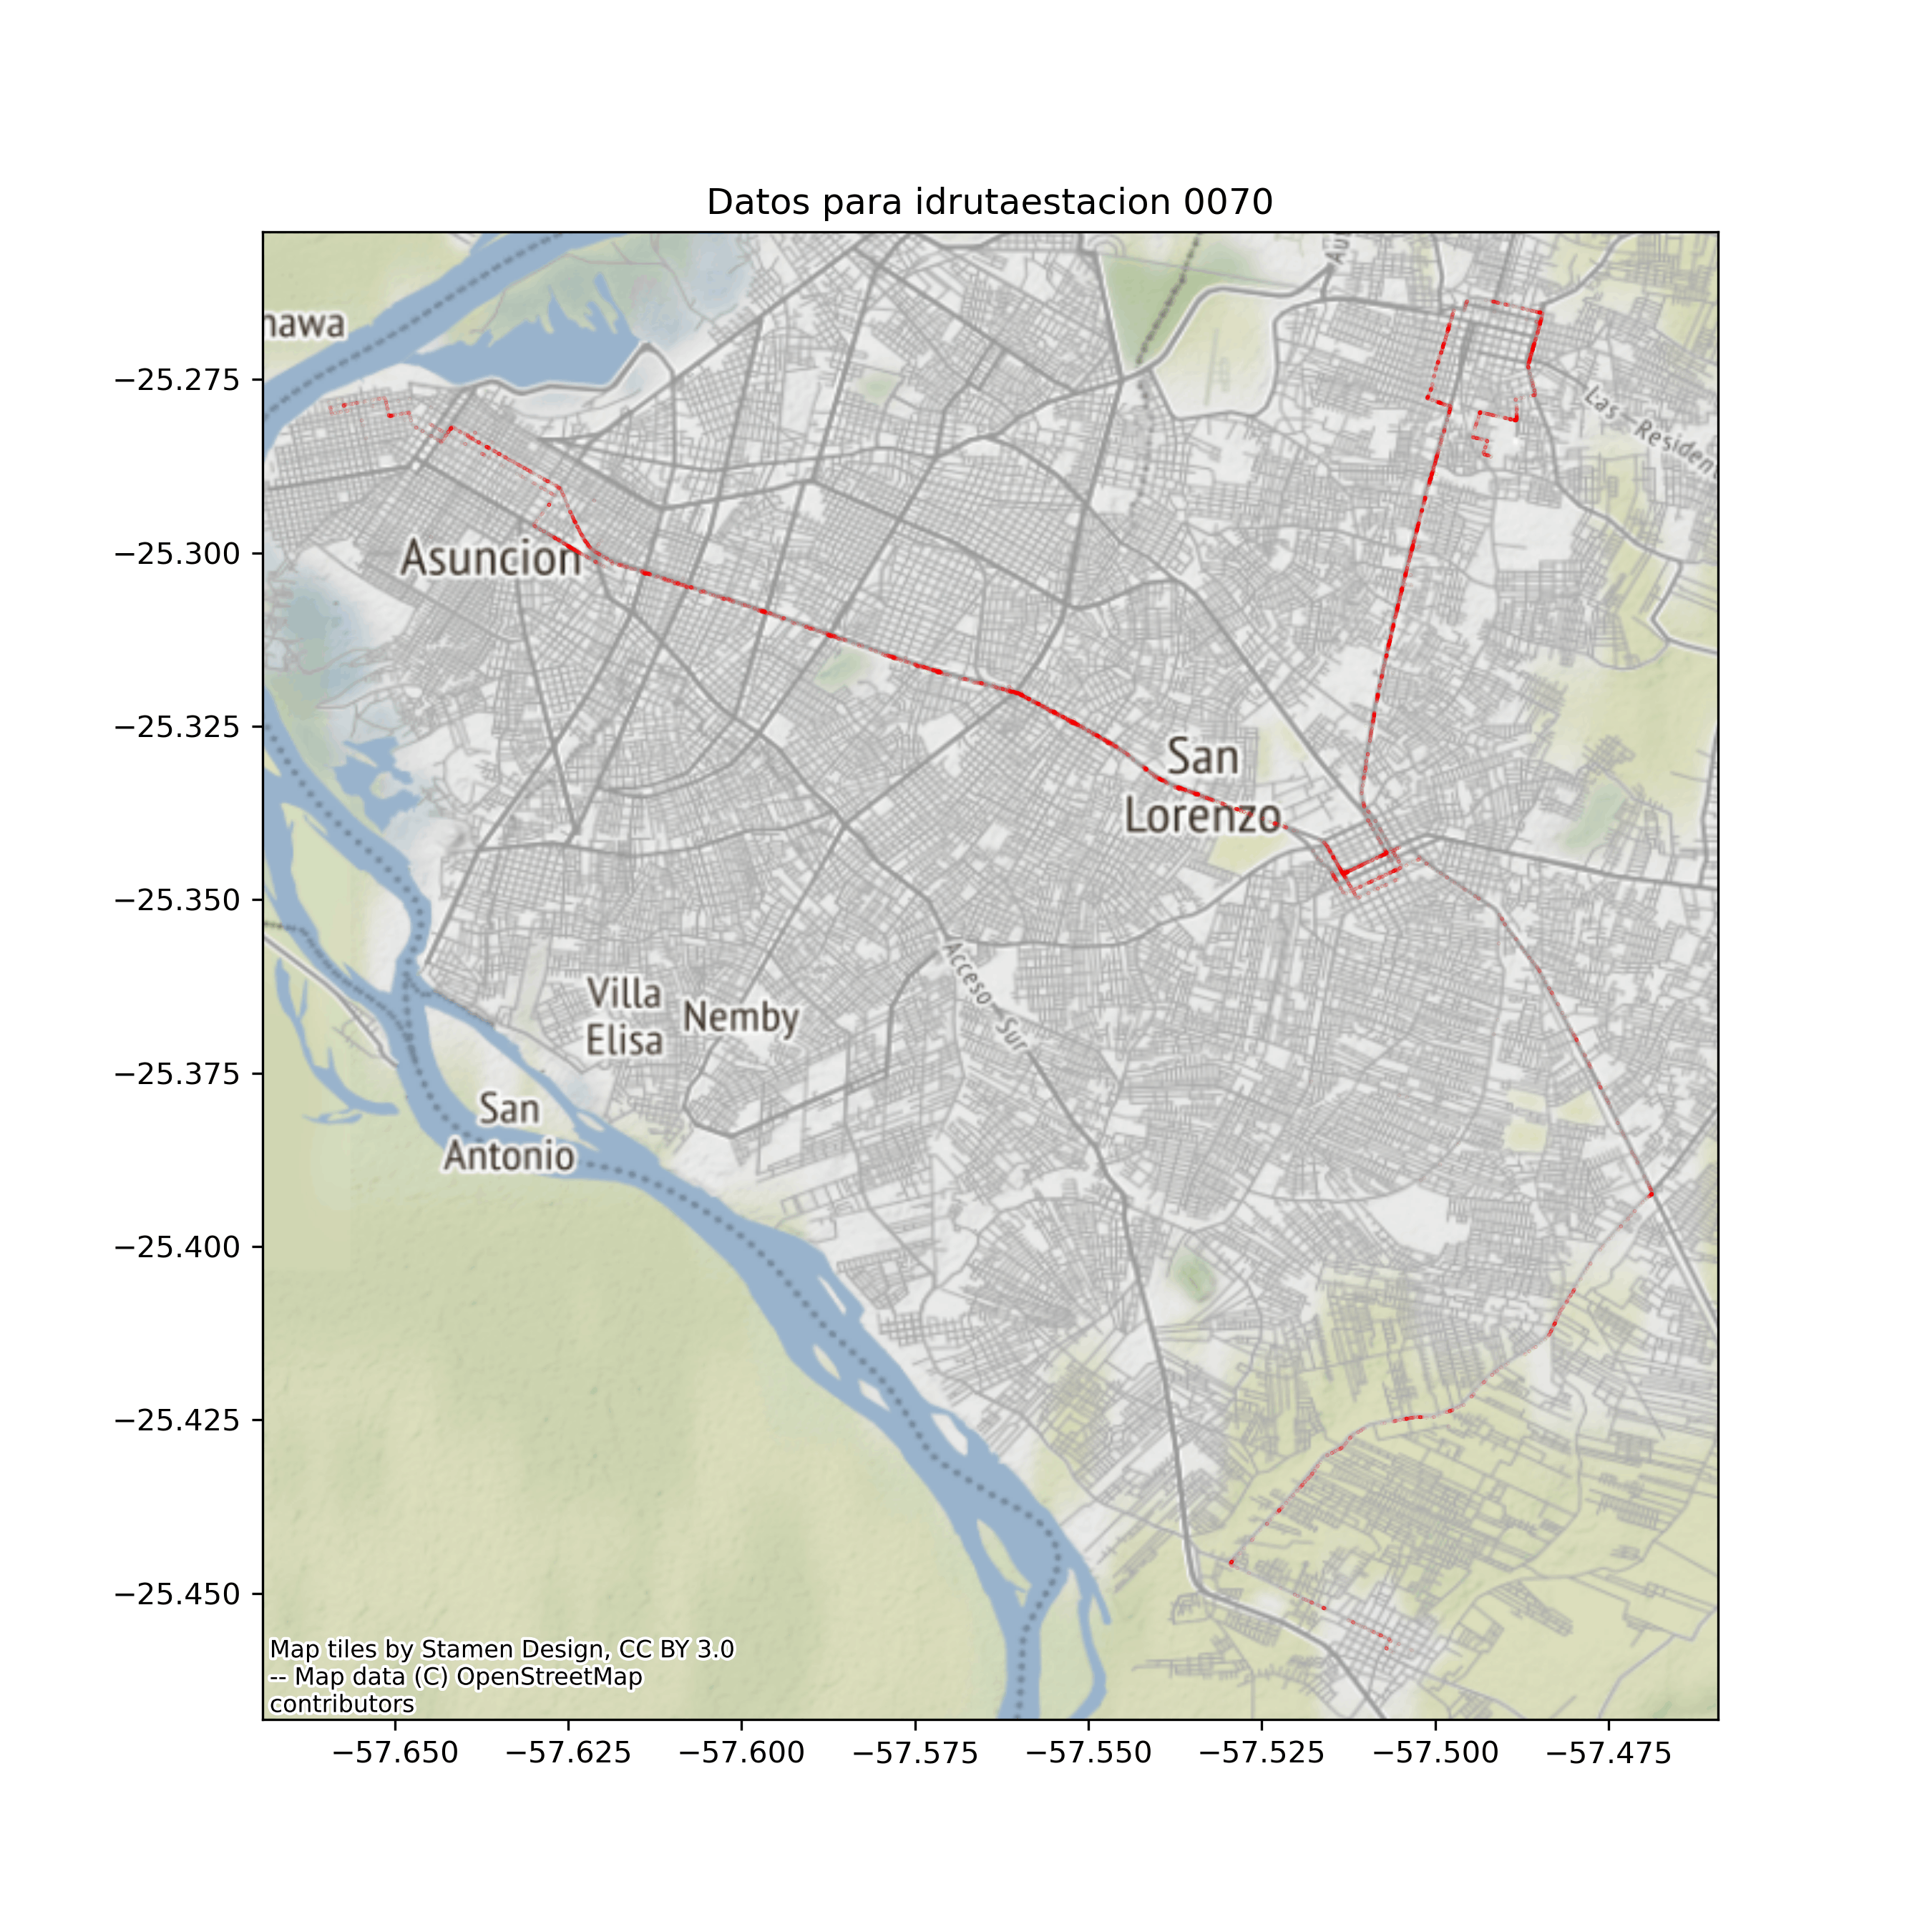 Datos para idrutaestacion 0070
nawa
Au
−25.275
Las Residen
−25.300
Asuncion
−25.325
San
Lorenzo
−25.350
Acceso Sur
Villa
Elisa
Nemby
−25.375
San
Antonio
−25.400
−25.425
−25.450
Map tiles by Stamen Design, CC BY 3.0
-- Map data (C) OpenStreetMap
contributors
−57.650 −57.625 −57.600 −57.575 −57.550 −57.525 −57.500 −57.475